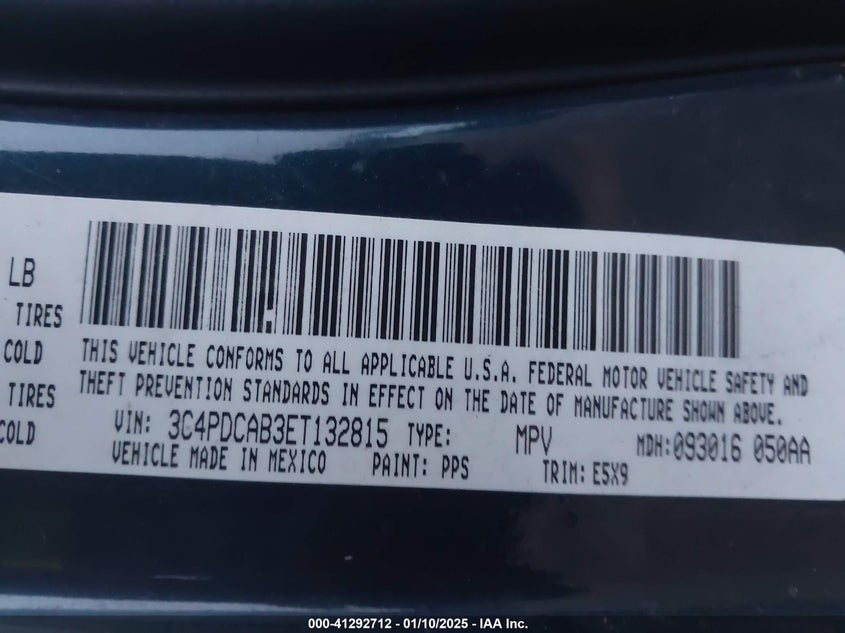 LB
TIRES
COLD
TIRES
COLD
THIS VEHICLE CONFORMS TO ALL APPLICABLE U.S.A. FEDERAL MOTOR VEHICLE SAFETY AND
THEFT PREVENTION STANDARDS IN EFFECT ON THE DATE OF MANUFACTURE SHOWN ABOVE.
VIN: 3C4PDCAB3ET132815 TYPE: MPV MDH:093016 050AA
VEHICLE MADE IN MEXICO PAINT: PPS TRIM: E5X9
000-41292712 - 01/10/2025 - © IAA Inc.